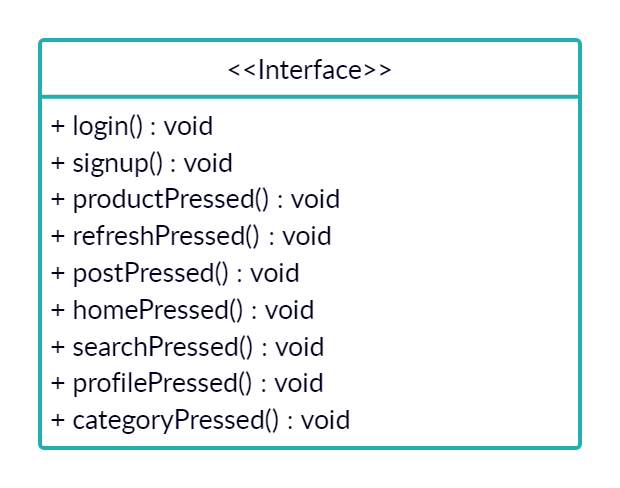 <<Interface>>
+ login() : void
+ signup() : void
+ productPressed() : void
+ refreshPressed() : void
+ postPressed() : void
+ homePressed() : void
+ searchPressed() : void
+ profilePressed() : void
+ categoryPressed() : void